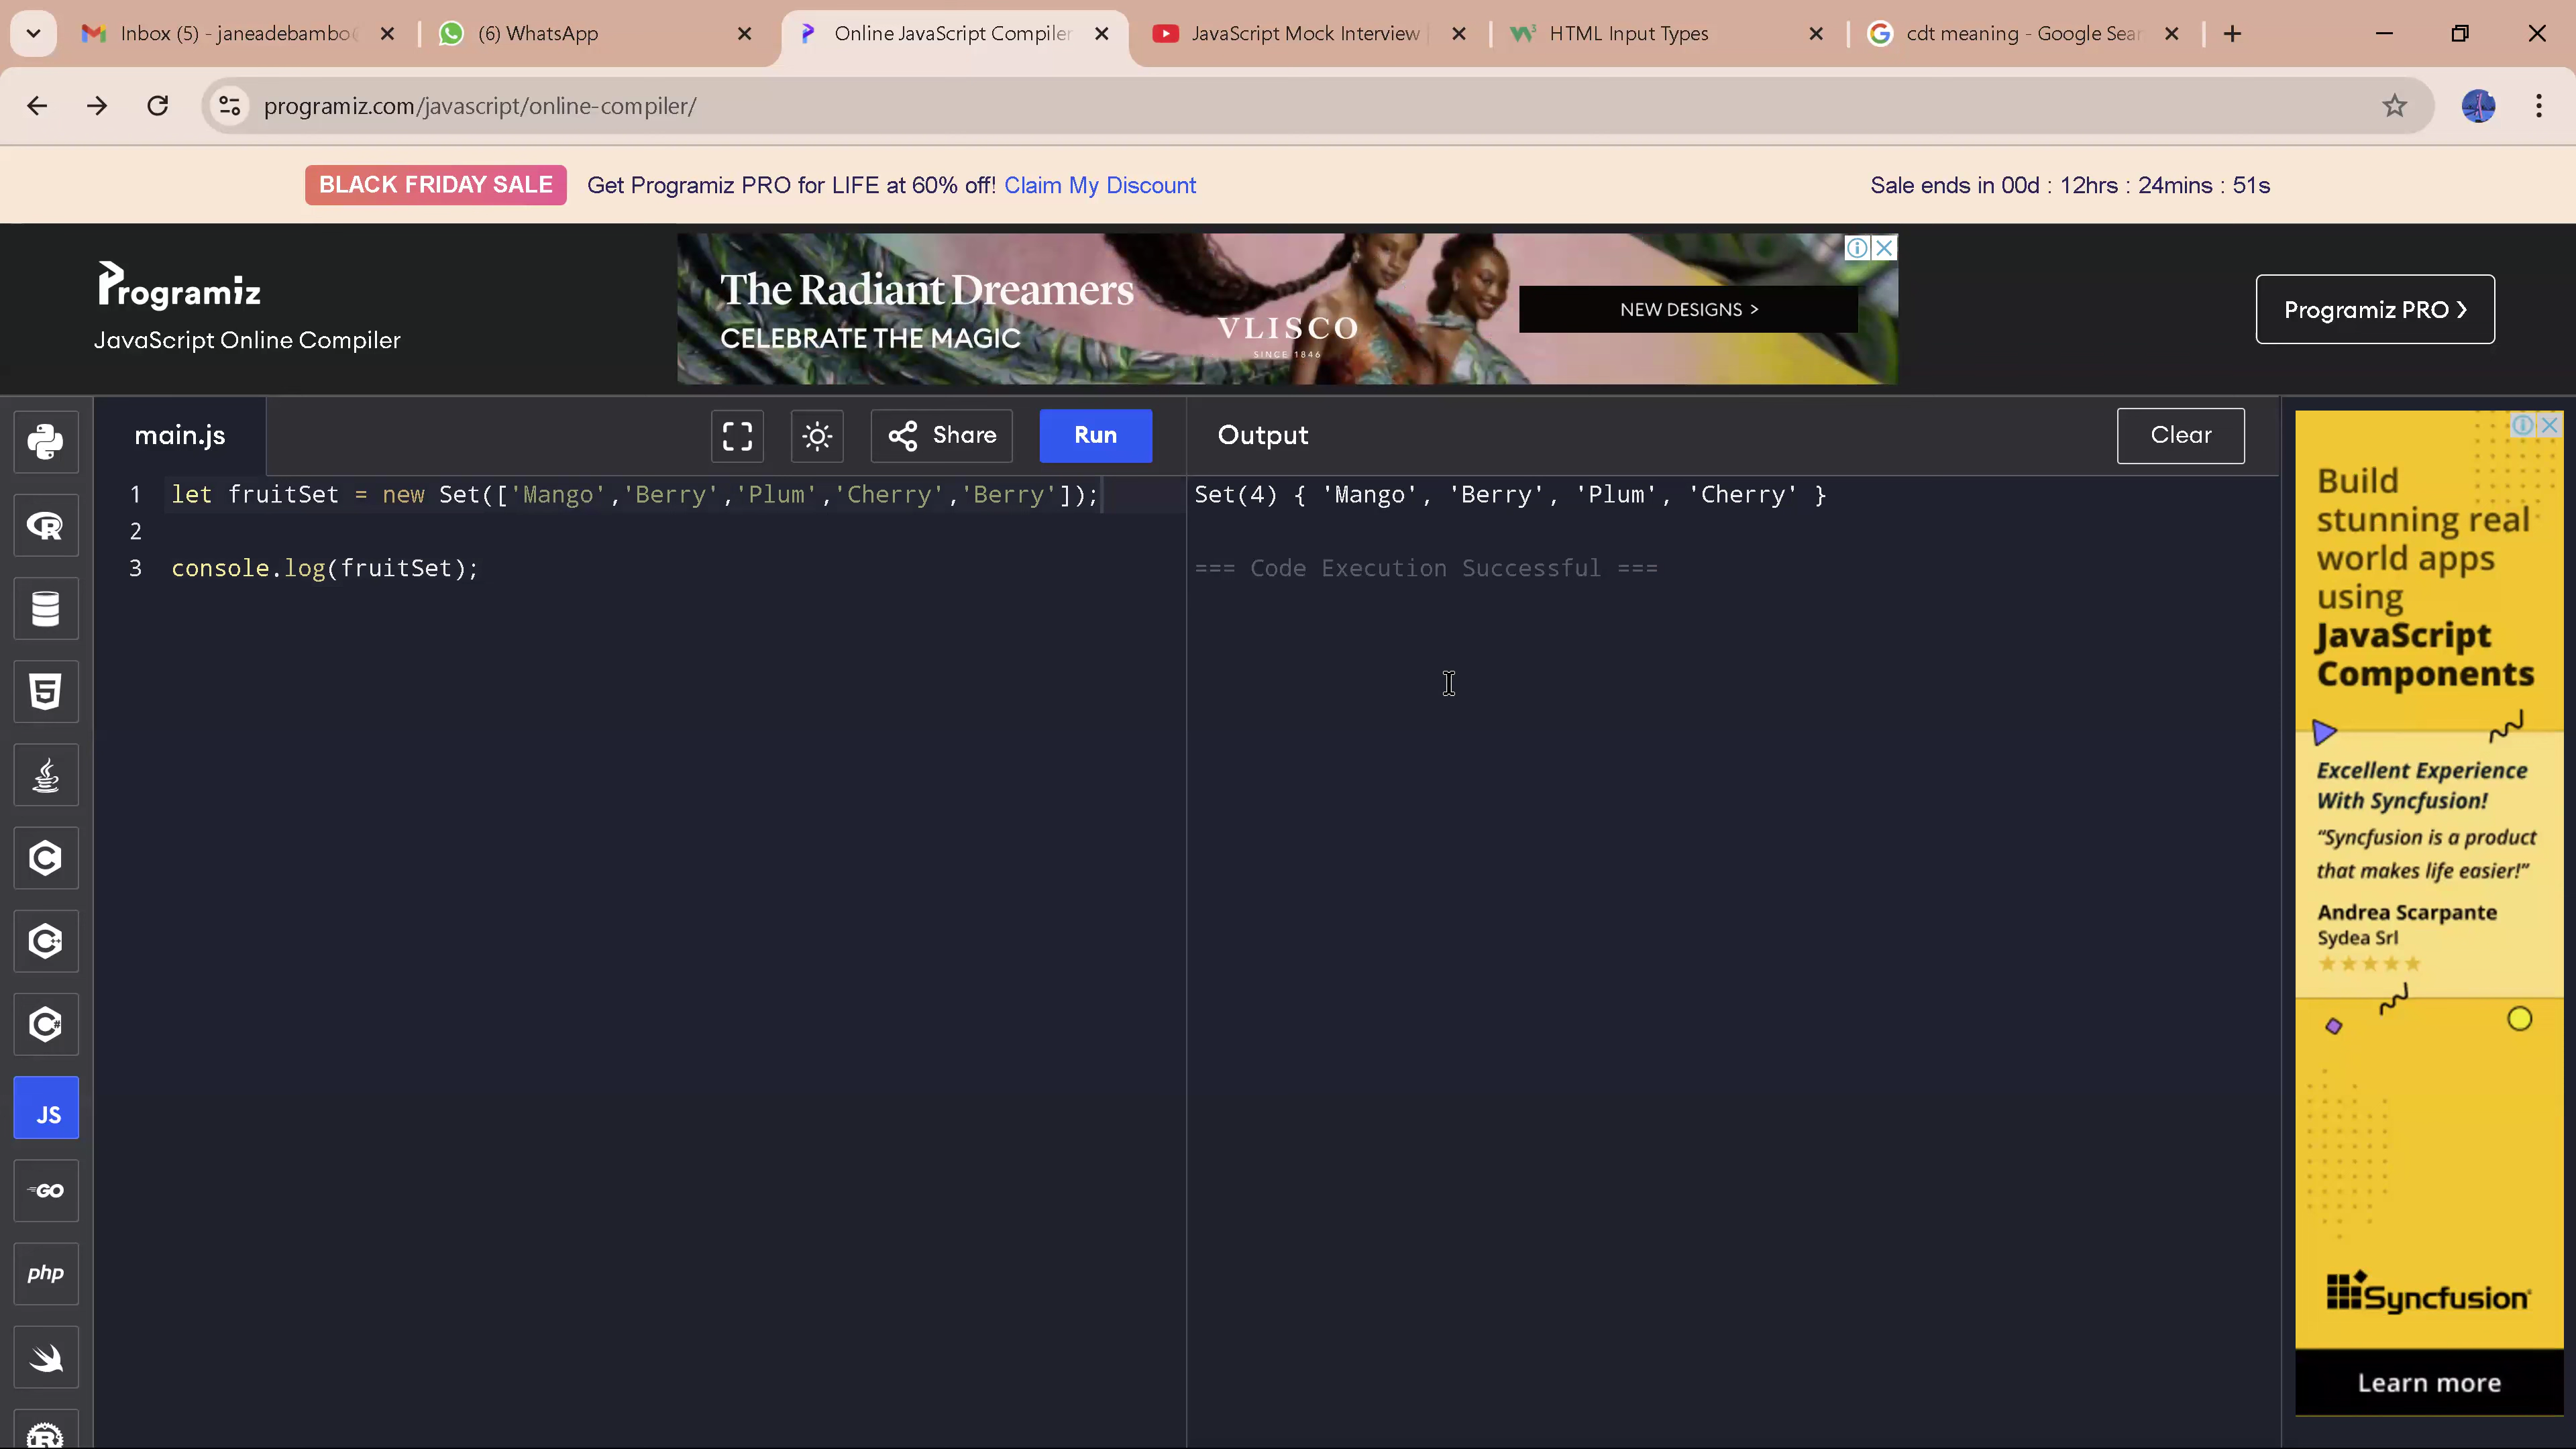 Inbox (5) - janeadebambo
(6) WhatsApp
Online JavaScript Compiler
JavaScript Mock Interview
HTML Input Types
cdt meaning - Google Sear
programiz.com/javascript/online-compiler/
BLACK FRIDAY SALE
Get Programiz PRO for LIFE at 60% off! Claim My Discount
Sale ends in 00d : 12hrs : 24mins : 51s
Programiz
JavaScript Online Compiler
The Radiant Dreamers
CELEBRATE THE MAGIC
VLISCO
SINCE 1846
NEW DESIGNS >
Programiz PRO >
main.js
Share
Run
Output
Clear
1 let fruitSet = new Set(['Mango','Berry','Plum','Cherry','Berry']);
2
3 console.log(fruitSet);
Set(4) { 'Mango', 'Berry', 'Plum', 'Cherry' }
=== Code Execution Successful ===
R
5
C
C++
C#
JS
GO
php
R
Build
stunning real
world apps
using
JavaScript
Components
Excellent Experience
With Syncfusion!
“Syncfusion is a product
that makes life easier!”
Andrea Scarpante
Sydea Srl
Syncfusion
Learn more